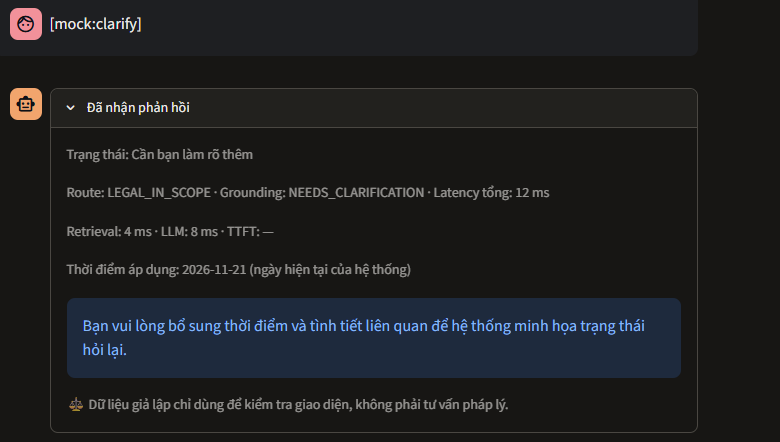 [mock:clarify]
Đã nhận phản hồi
Trạng thái: Cần bạn làm rõ thêm
Route: LEGAL_IN_SCOPE · Grounding: NEEDS_CLARIFICATION · Latency tổng: 12 ms
Retrieval: 4 ms · LLM: 8 ms · TTFT: —
Thời điểm áp dụng: 2026-11-21 (ngày hiện tại của hệ thống)
Bạn vui lòng bổ sung thời điểm và tình tiết liên quan để hệ thống minh họa trạng thái
hỏi lại.
Dữ liệu giả lập chỉ dùng để kiểm tra giao diện, không phải tư vấn pháp lý.